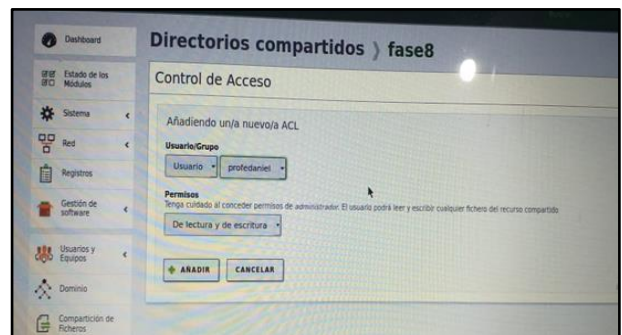 Dashboard
Estado de los
Módulos
Sistema
Red
Registros
Gestión de
software
Usuarios y
Equipos
Dominio
Compartición de
Ficheros
Directorios compartidos ⟩ fase8
Control de Acceso
Añadiendo un/a nuevo/a ACL
Usuario/Grupo
Usuario profedaniel
Permisos
Tenga cuidado al conceder permisos de administrador. El usuario podrá leer y escribir cualquier fichero del recurso compartido
De lectura y de escritura
AÑADIR CANCELAR